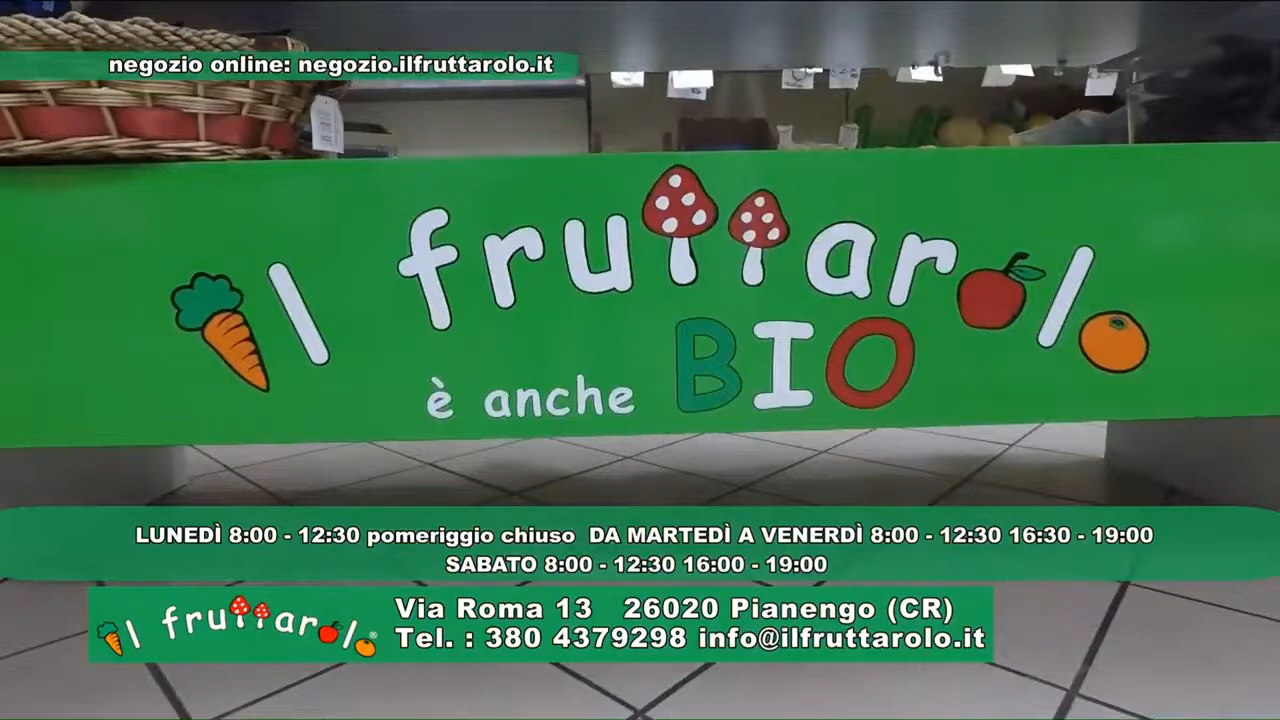 negozio online: negozio.ilfruttarolo.it
Il fruttarolo
è anche BIO
LUNEDÌ 8:00 - 12:30 pomeriggio chiuso DA MARTEDÌ A VENERDÌ 8:00 - 12:30 16:30 - 19:00
SABATO 8:00 - 12:30 16:00 - 19:00
Il fruttarolo®
Via Roma 13 26020 Pianengo (CR)
Tel. : 380 4379298 info@ilfruttarolo.it